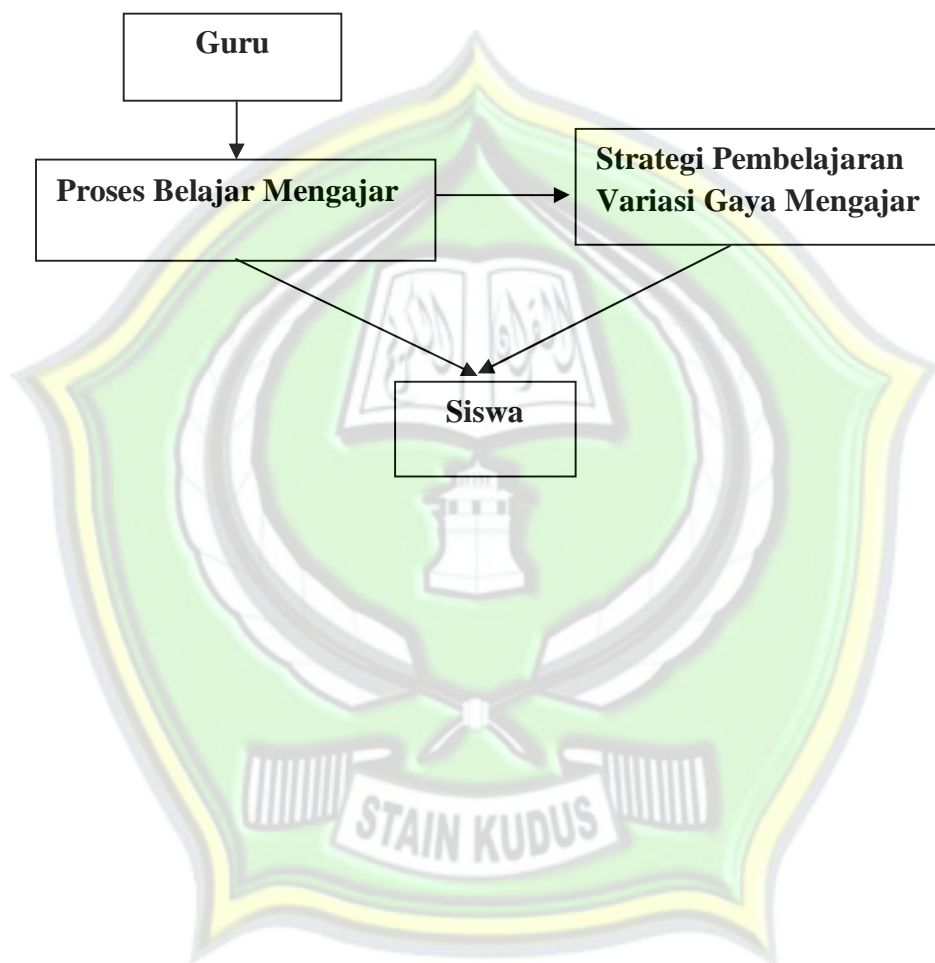 Guru
Strategi Pembelajaran
Variasi Gaya Mengajar
Proses Belajar Mengajar
Siswa
STAIN KUDUS